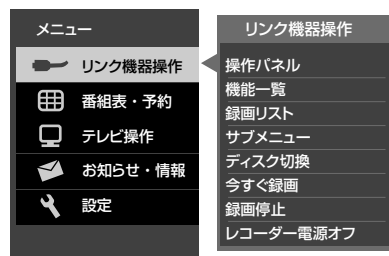 メニュー
リンク機器操作
番組表・予約
テレビ操作
お知らせ・情報
設定
リンク機器操作
操作パネル
機能一覧
録画リスト
サブメニュー
ディスク切換
今すぐ録画
録画停止
レコーダー電源オフ